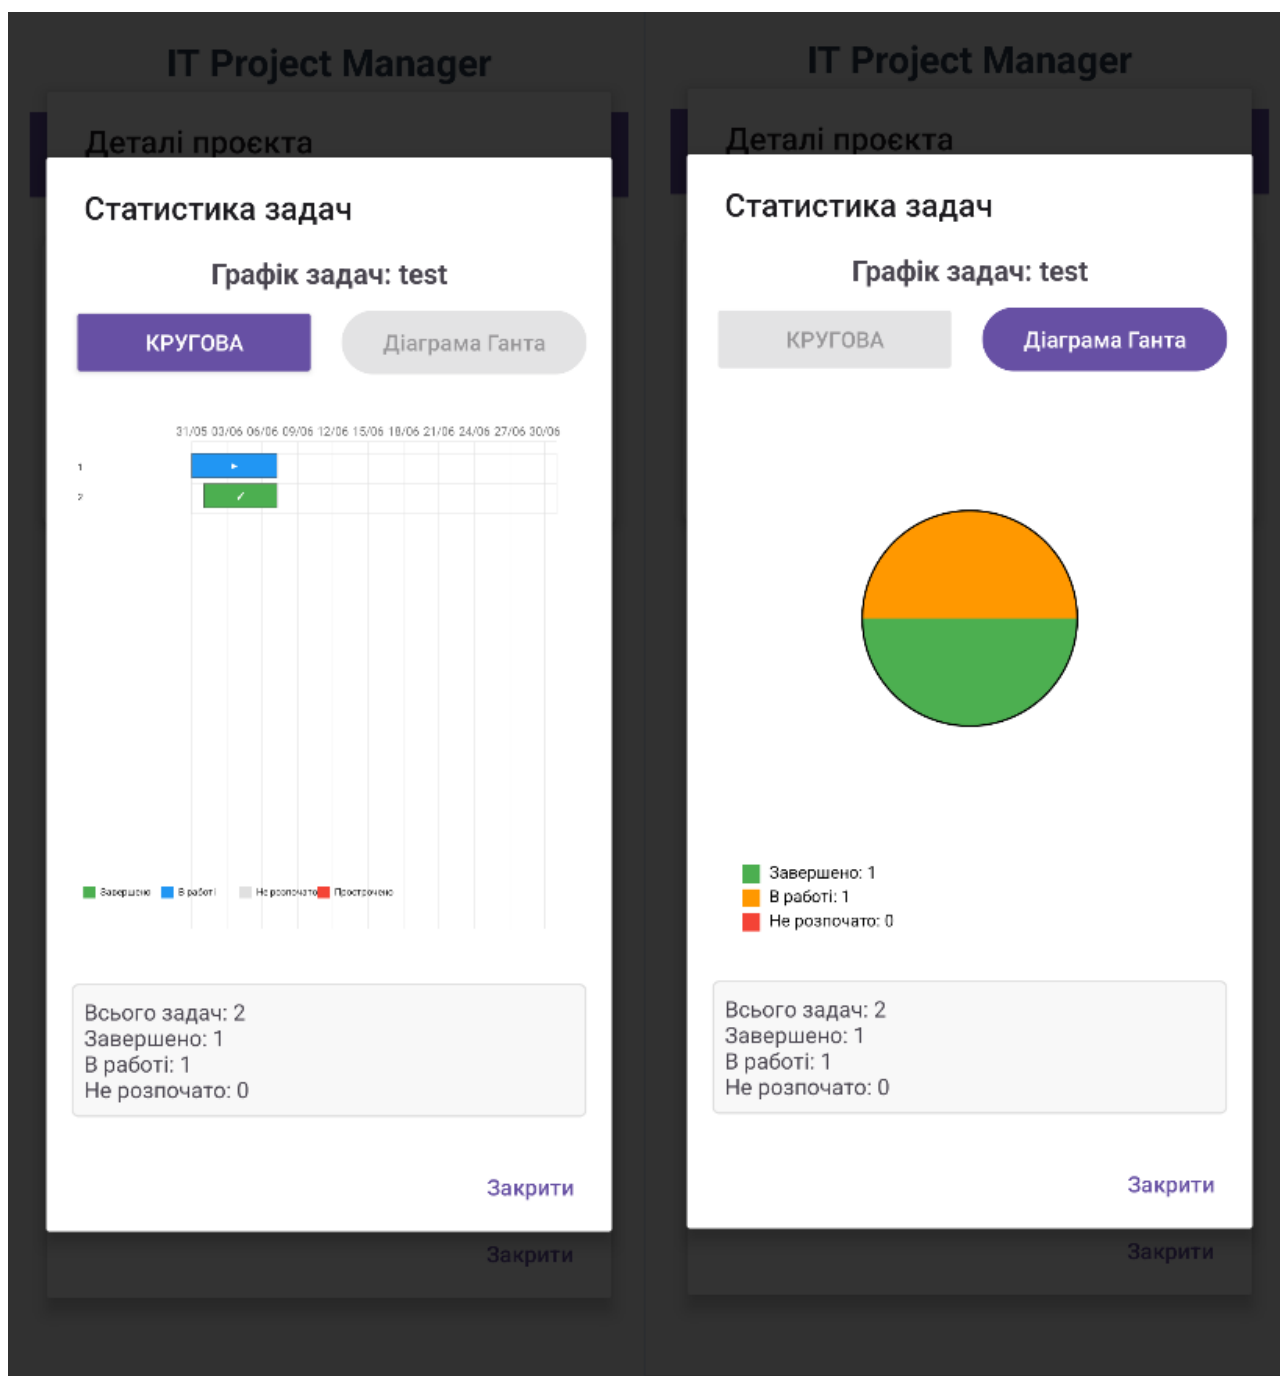 IT Project Manager
Деталі проєкта
Статистика задач
Графік задач: test
КРУГОВА
Діаграма Ганта
31/05 03/06 06/06 09/06 12/06 15/06 18/06 21/06 24/06 27/06 30/06
1
2
Завершено
В работі
Не розпочато
Прострочено
Всього задач: 2
Завершено: 1
В работі: 1
Не розпочато: 0
Закрити
Закрити
IT Project Manager
Деталі проєкта
Статистика задач
Графік задач: test
КРУГОВА
Діаграма Ганта
Завершено: 1
В работі: 1
Не розпочато: 0
Всього задач: 2
Завершено: 1
В работі: 1
Не розпочато: 0
Закрити
Закрити